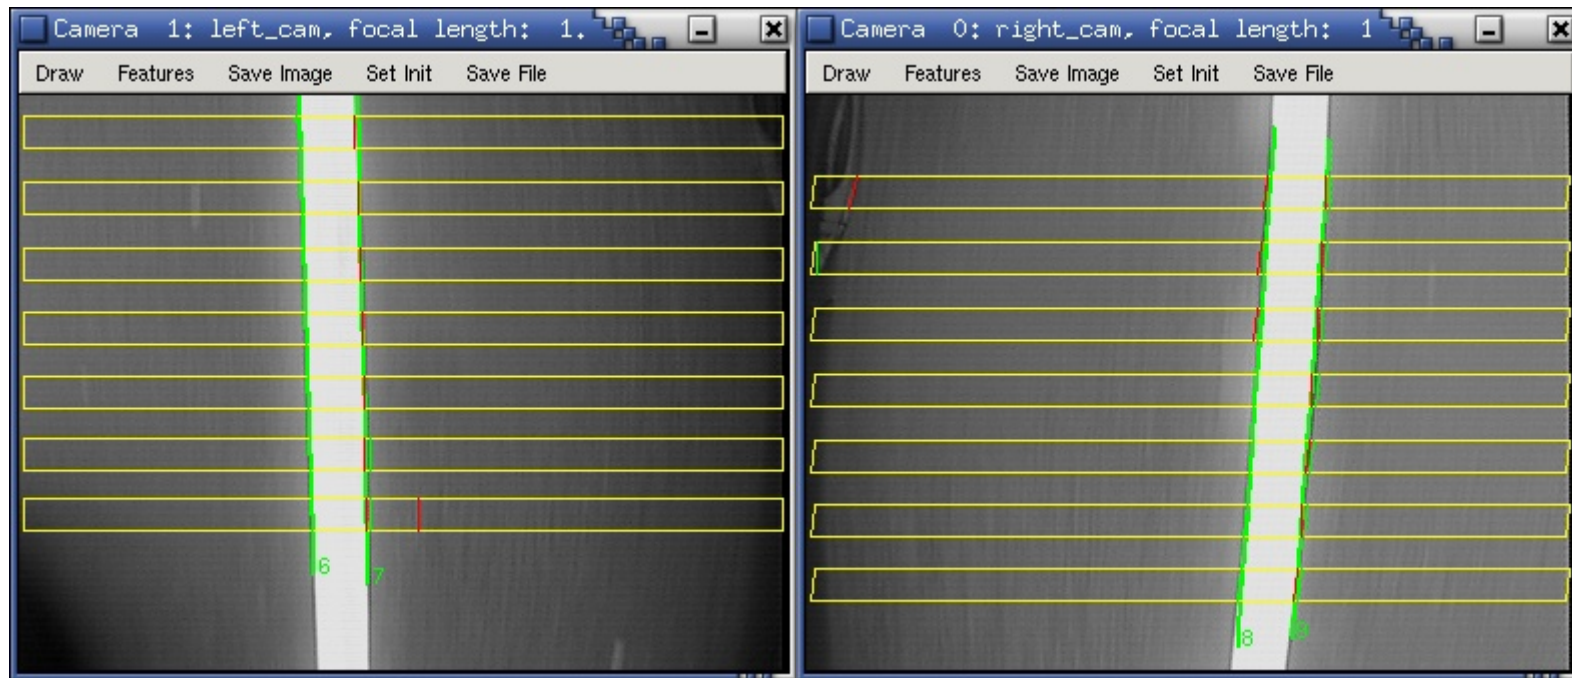 Camera 1: left_cam, focal length: 1.
Draw Features Save Image Set Init Save File
6
7
Camera 0: right_cam, focal length: 1
Draw Features Save Image Set Init Save File
8
9